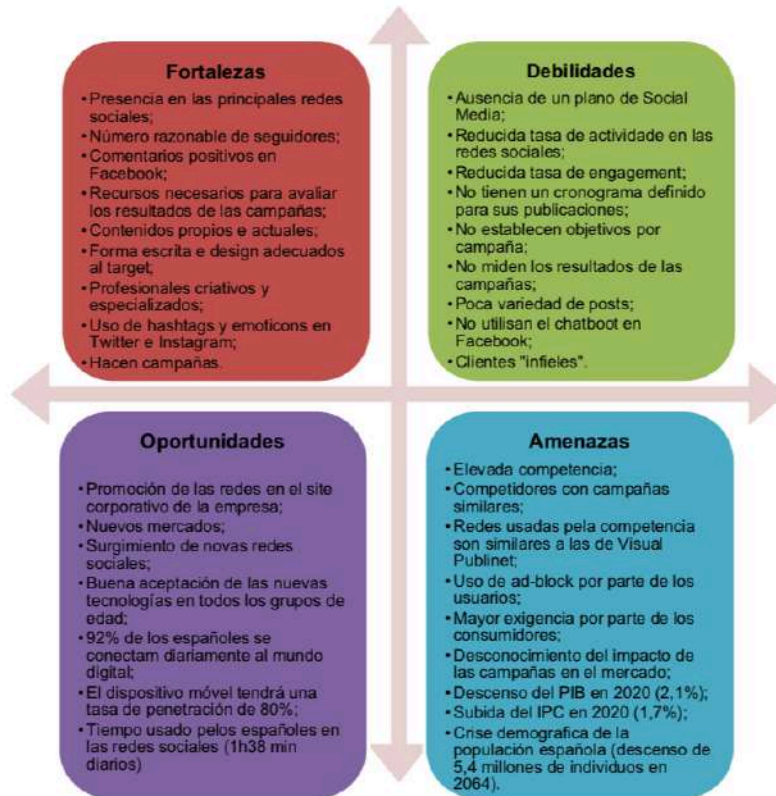 Fortalezas
• Presencia en las principales redes
sociales;
• Número razonable de seguidores;
• Comentarios positivos en
Facebook;
• Recursos necesarios para avaliar
los resultados de las campañas;
• Contenidos propios e actuales;
• Forma escrita e design adecuados
al target;
• Profesionales criativos y
especializados;
• Uso de hashtags y emoticons en
Twitter e Instagram;
• Hacen campañas.
Debilidades
• Ausencia de un plano de Social
Media;
• Reducida tasa de actividade en las
redes sociales;
• Reducida tasa de engagement;
• No tienen un cronograma definido
para sus publicaciones;
• No establecen objetivos por
campaña;
• No miden los resultados de las
campañas;
• Poca variedad de posts;
• No utilisan el chatboot en
Facebook;
• Clientes "infieles".
Oportunidades
• Promoción de las redes en el site
corporativo de la empresa;
• Nuevos mercados;
• Surgimiento de novas redes
sociales;
• Buena aceptación de las nuevas
tecnologías en todos los grupos de
edad;
• 92% de los españoles se
conectam diariamente al mundo
digital;
• El dispositivo móvel tendrá una
tasa de penetración de 80%;
• Tiempo usado pelos españoles en
las redes sociales (1h38 min
diarios)
Amenazas
• Elevada competencia;
• Competidores con campañas
similares;
• Redes usadas pela competencia
son similares a las de Visual
Publinet;
• Uso de ad-block por parte de los
usuarios;
• Mayor exigencia por parte de los
consumidores;
• Desconocimiento del impacto de
las campañas en el mercado;
• Descenso del PIB en 2020 (2,1%);
• Subida del IPC en 2020 (1,7%);
• Crise demografica de la
población española (descenso de
5,4 millones de individuos en
2064).